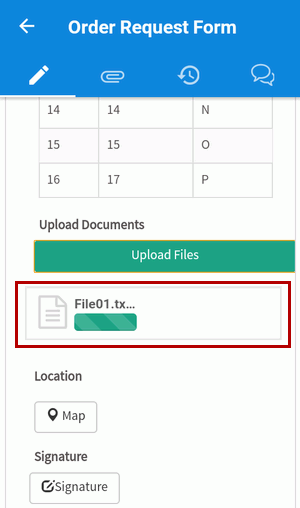 Order Request Form
14 14 N
15 15 O
16 17 P
Upload Documents
Upload Files
File01.tx...
Location
Map
Signature
Signature